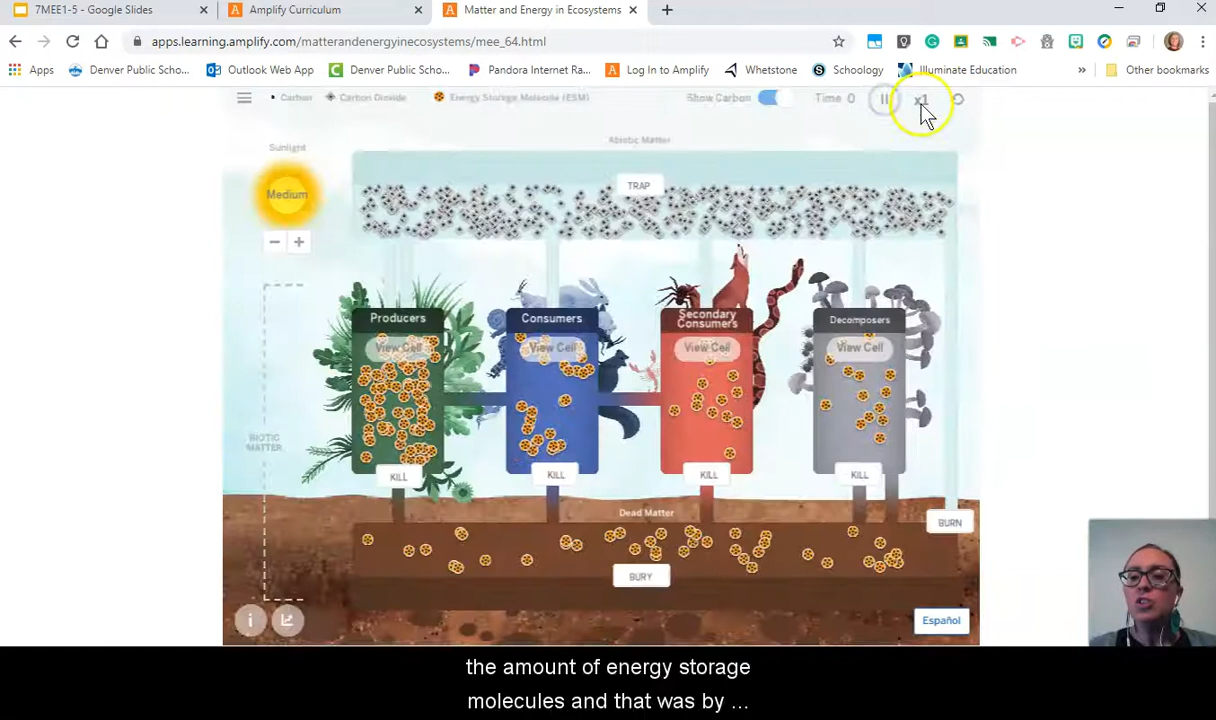 7MEE1-5 - Google Slides
Amplify Curriculum
Matter and Energy in Ecosystems
apps.learning.amplify.com/matterandenergyinecosystems/mee_64.html
Apps
Denver Public Scho...
Outlook Web App
Denver Public Scho...
Pandora Internet Ra...
Log In to Amplify
Whetstone
Schoology
Illuminate Education
»
Other bookmarks
Carbon
Carbon Dioxide
Energy Storage Molecule (ESM)
Show Carbon
Time 0
x1
Abiotic Matter
Sunlight
Medium
TRAP
Producers
Consumers
Secondary
Consumers
Decomposers
View Cell
View Cell
View Cell
View Cell
BIOTIC
MATTER
KILL
KILL
KILL
KILL
Dead Matter
BURN
BURY
Español
the amount of energy storage
molecules and that was by ...